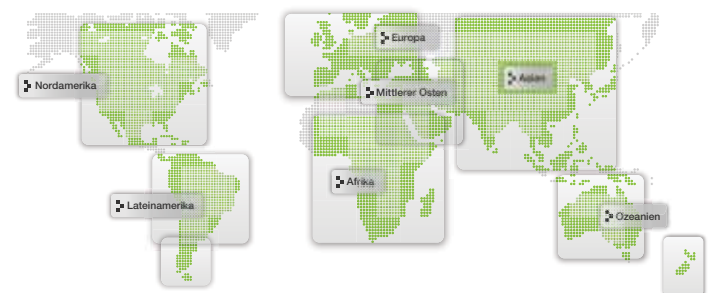 Europa
Asien
Nordamerika
Mittlerer Osten
Afrika
Lateinamerika
Ozeanien